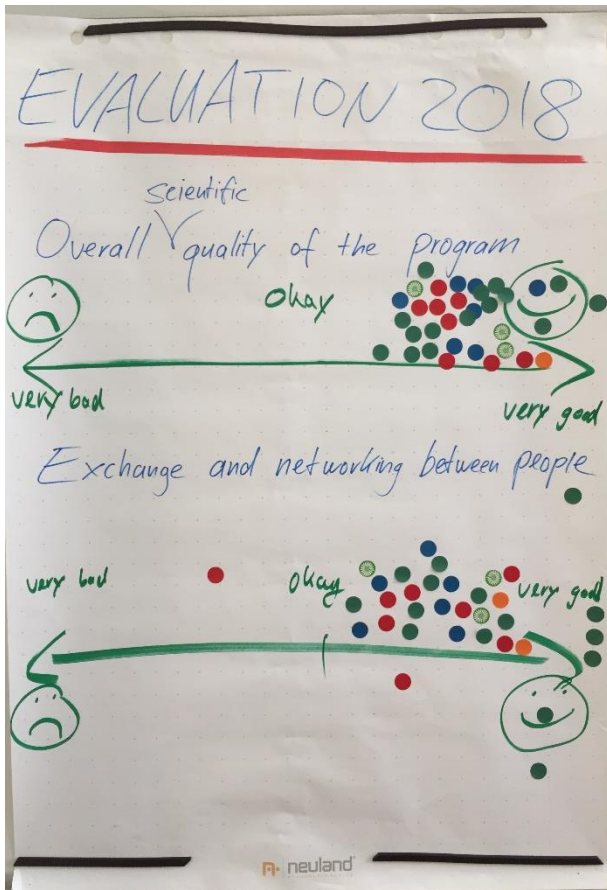 EVALUATION 2018
scientific
Overall quality of the program
Okay
very bad
very good
Exchange and networking between people
very bad
okay
very good
neuland